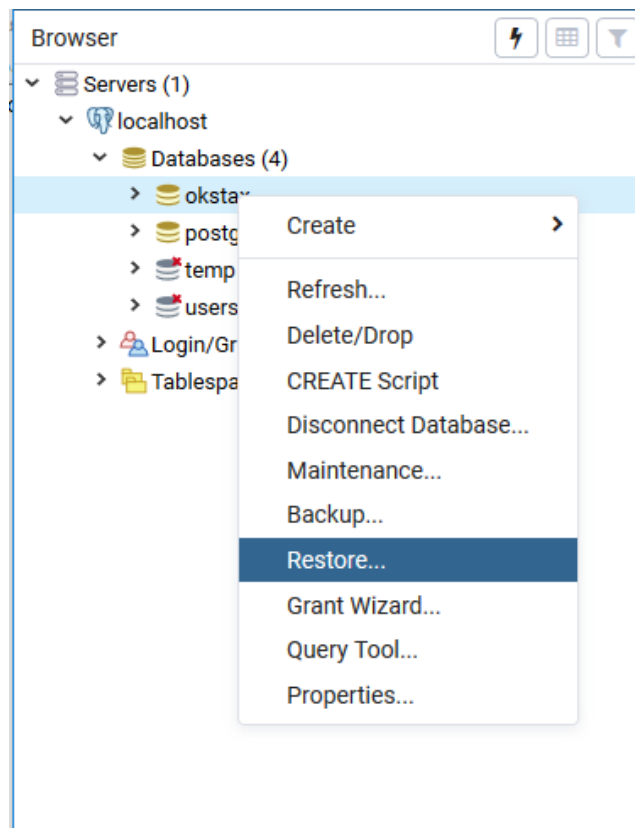 Browser
Servers (1)
localhost
Databases (4)
okstax
postg
temp
users
Login/Gr
Tablespa
Create
Refresh...
Delete/Drop
CREATE Script
Disconnect Database...
Maintenance...
Backup...
Restore...
Grant Wizard...
Query Tool...
Properties...